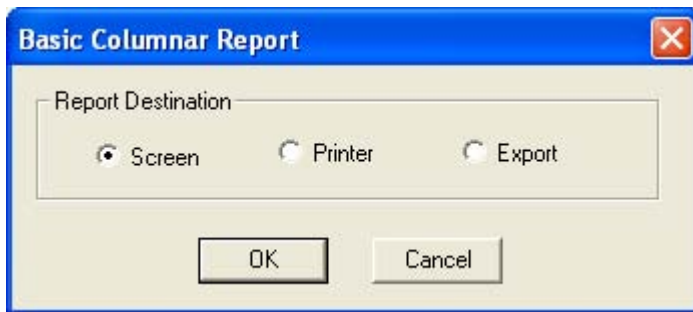 Basic Columnar Report
Report Destination
Screen Printer Export
OK Cancel